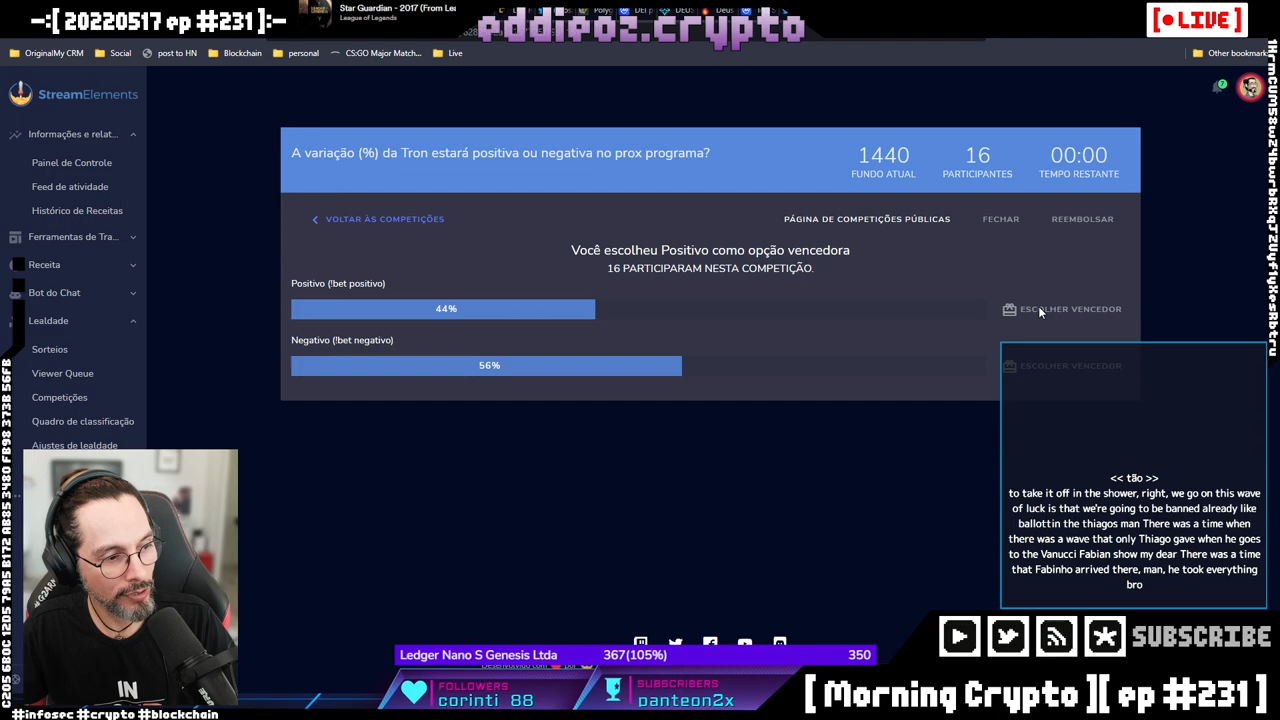 -:[ 20220517 ep #231 ]:-
Star Guardian - 2017 (From Lea
League of Legends
eddieoz.crypto
[•LIVE]
OriginalMy CRM
Social
post to HN
Blockchain
personal
CS:GO Major Match...
Live
Other bookmark
StreamElements
7
Informações e relat...
Painel de Controle
Feed de atividade
Histórico de Receitas
Ferramentas de Tra...
Receita
Bot do Chat
Lealdade
Sorteios
Viewer Queue
Competições
Quadro de classificação
Ajustes de lealdade
A variação (%) da Tron estará positiva ou negativa no prox programa?
1440
FUNDO ATUAL
16
PARTICIPANTES
00:00
TEMPO RESTANTE
VOLTAR ÀS COMPETIÇÕES
PÁGINA DE COMPETIÇÕES PÚBLICAS
FECHAR
REEMBOLSAR
Você escolheu Positivo como opção vencedora
16 PARTICIPARAM NESTA COMPETIÇÃO.
Positivo (!bet positivo)
44%
ESCOLHER VENCEDOR
Negativo (!bet negativo)
56%
ESCOLHER VENCEDOR
<< tão >>
to take it off in the shower, right, we go on this wave
of luck is that we're going to be banned already like
ballottin the thiagos man There was a time when
there was a wave that only Thiago gave when he goes
to the Vanucci Fabian show my dear There was a time
that Fabinho arrived there, man, he took everything
bro
Desenvolvido com
por
Ledger Nano S Genesis Ltda
367(105%)
350
FOLLOWERS
corinti 88
SUBSCRIBERS
panteon2x
SUBSCRIBE
[ Morning Crypto ][ ep #231 ]
#infosec #crypto #blockchain